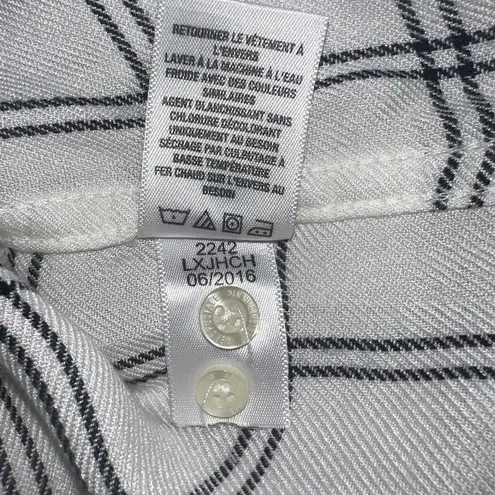 RETOURNER LE VÊTEMENT À
L'ENVERS
LAVER À LA MACHINE À L'EAU
FROIDE AVEC DES COULEURS
SIMILAIRES
AGENT BLANCHISSANT SANS
CHLORURE DÉCOLORANT
UNIQUEMENT AU BESOIN
SÉCHAGE PAR CULBUTAGE À
BASSE TEMPÉRATURE
FER CHAUD SUR L'ENVERS AU
BESOIN
2242
LXJHCH
06/2016